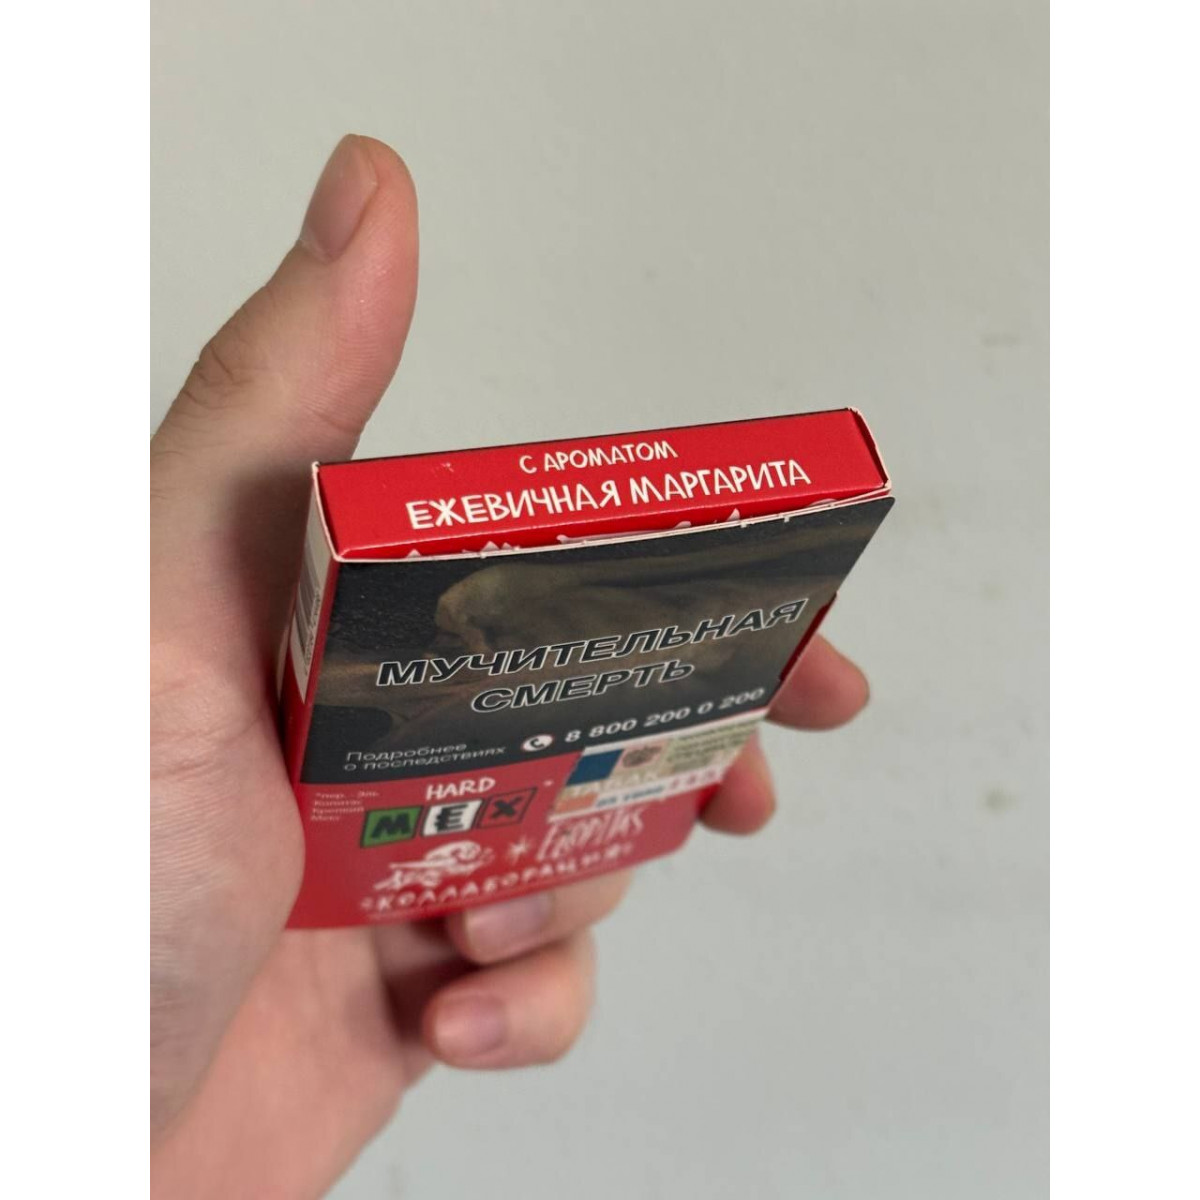 С АРОМАТОМ
ЕЖЕВИЧНАЯ МАРГАРИТА
МУЧИТЕЛЬНАЯ
СМЕРТЬ
8 800 200 0 200
Подробнее
о последствиях
HARD
MEX
КОЛЛАБОРАЦИЯ